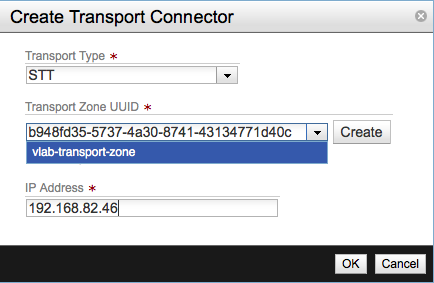 Create Transport Connector
Transport Type *
STT
Transport Zone UUID *
b948fd35-5737-4a30-8741-43134771d40c
Create
vlab-transport-zone
IP Address *
192.168.82.46
OK
Cancel